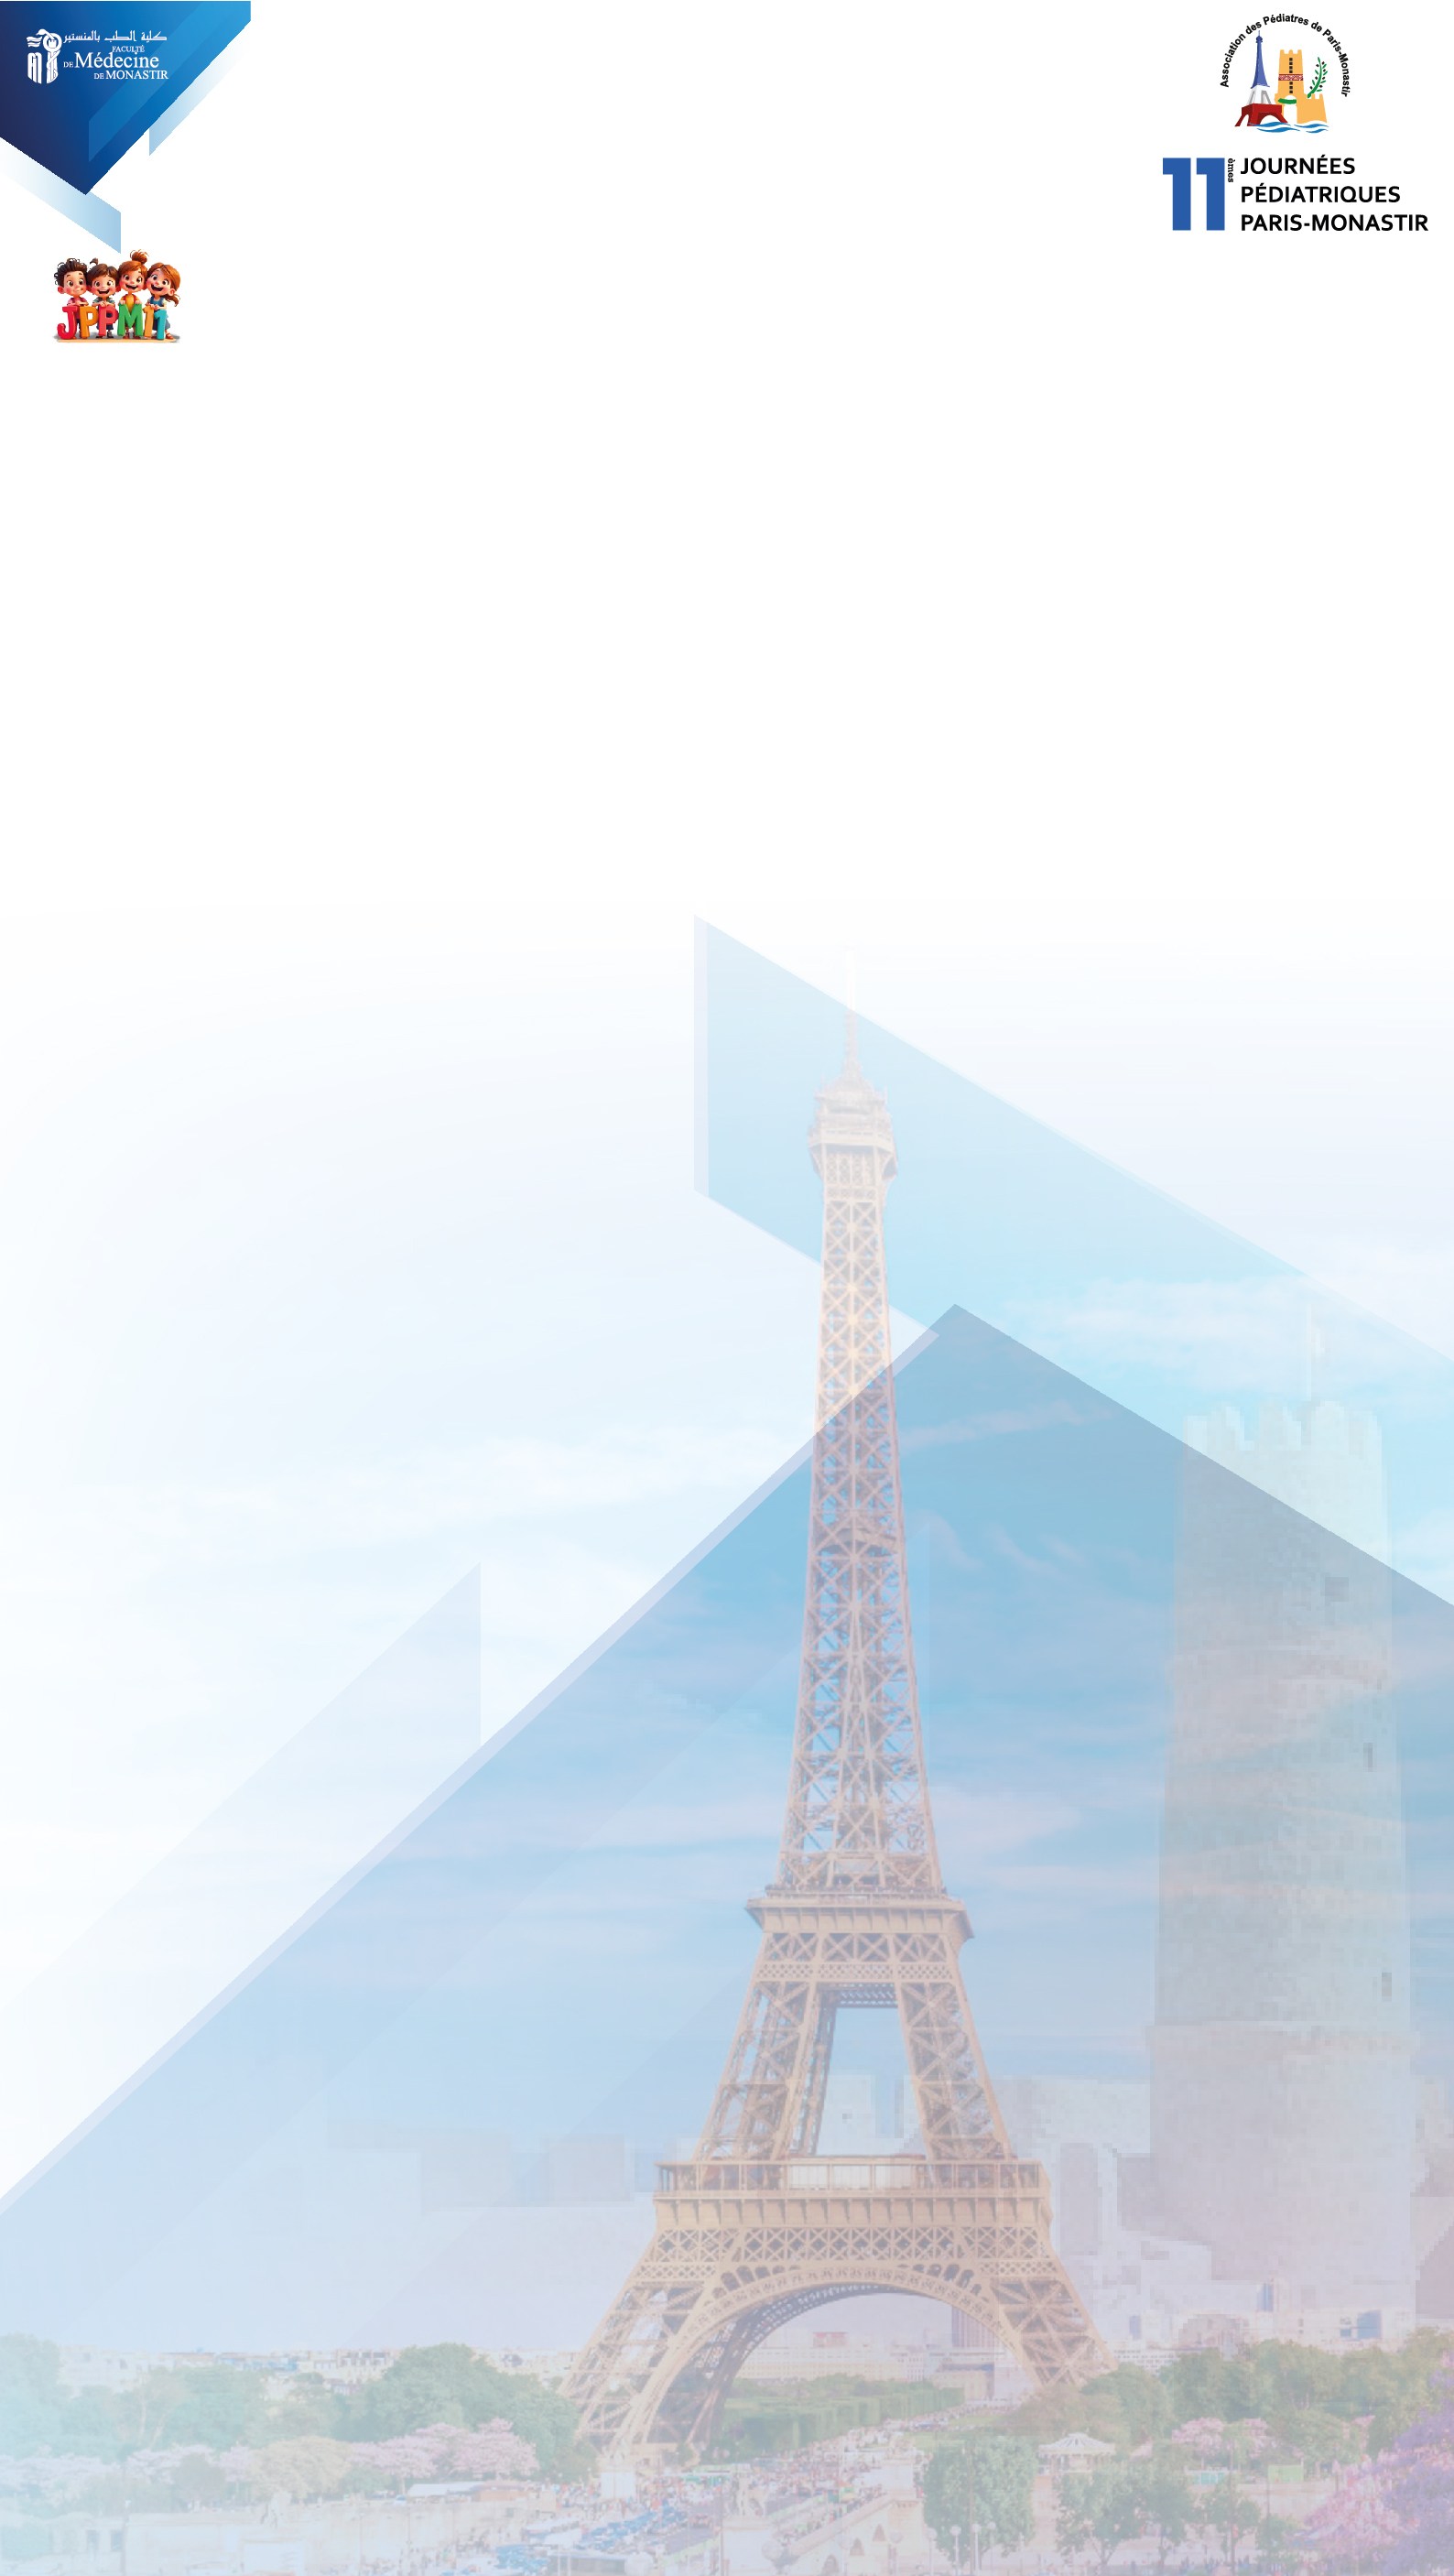 كلية الطب بالمنستير
FACULTÉ
DE Médecine
DE MONASTIR
Association des Pédiatres de Paris-Monastir
11èmes JOURNÉES
PÉDIATRIQUES
PARIS-MONASTIR
JPPM11